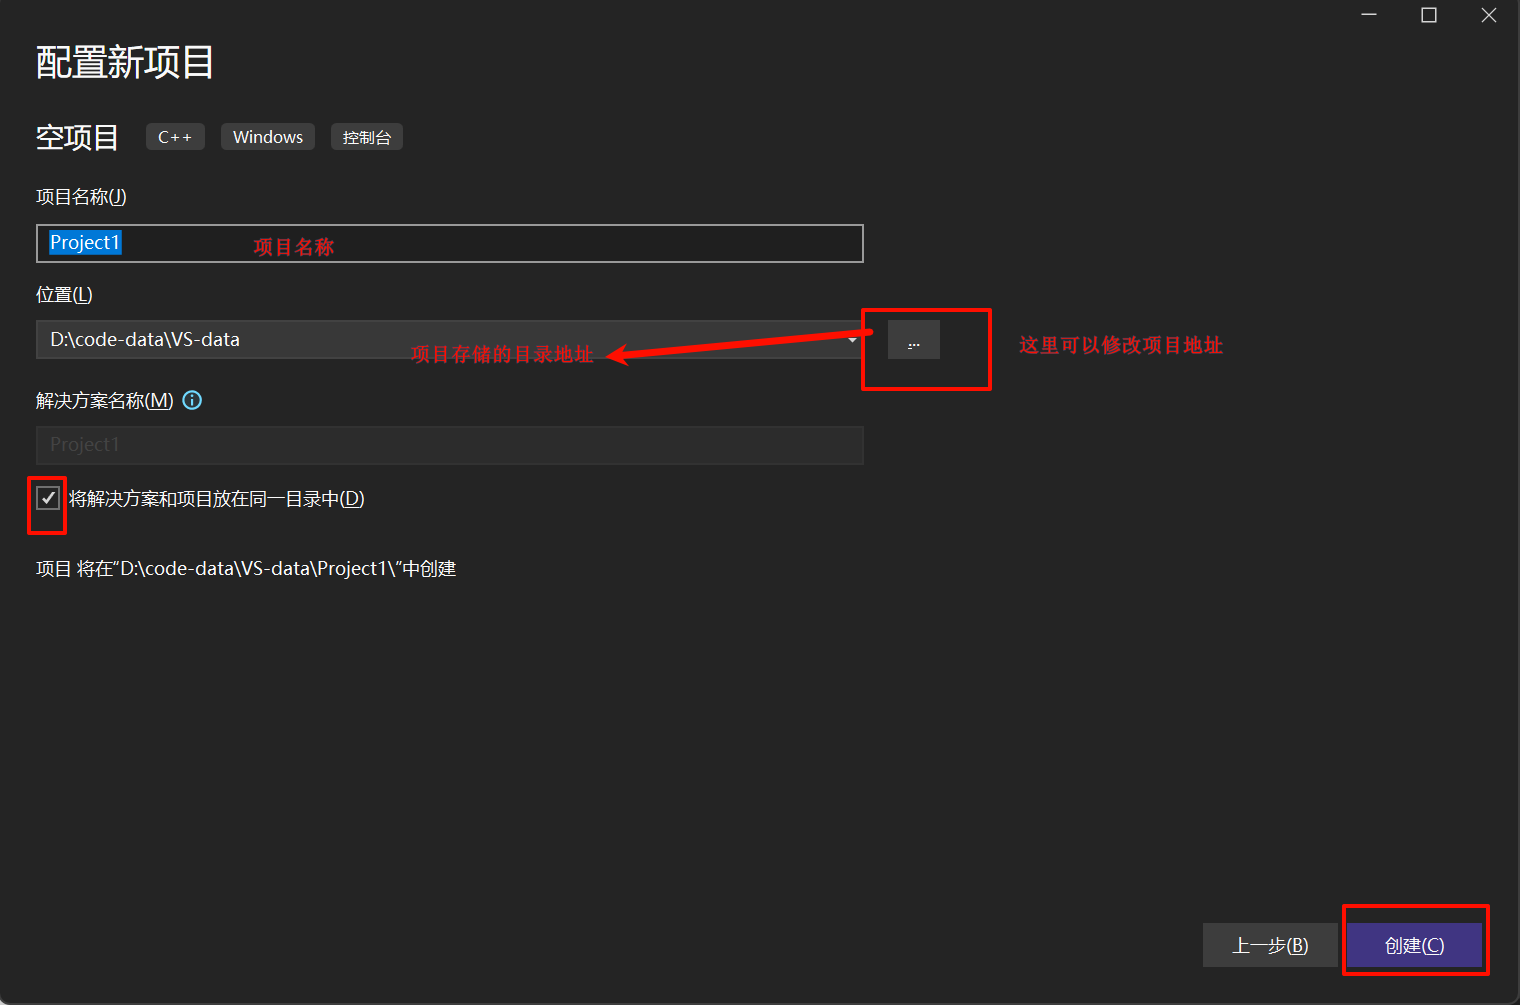 配置新项目
空项目 C++ Windows 控制台
项目名称(J)
Project1 项目名称
位置(L)
D:\code-data\VS-data 项目存储的目录地址 ... 这里可以修改项目地址
解决方案名称(M)
Project1
将解决方案和项目放在同一目录中(D)
项目 将在“D:\code-data\VS-data\Project1\”中创建
上一步(B) 创建(C)